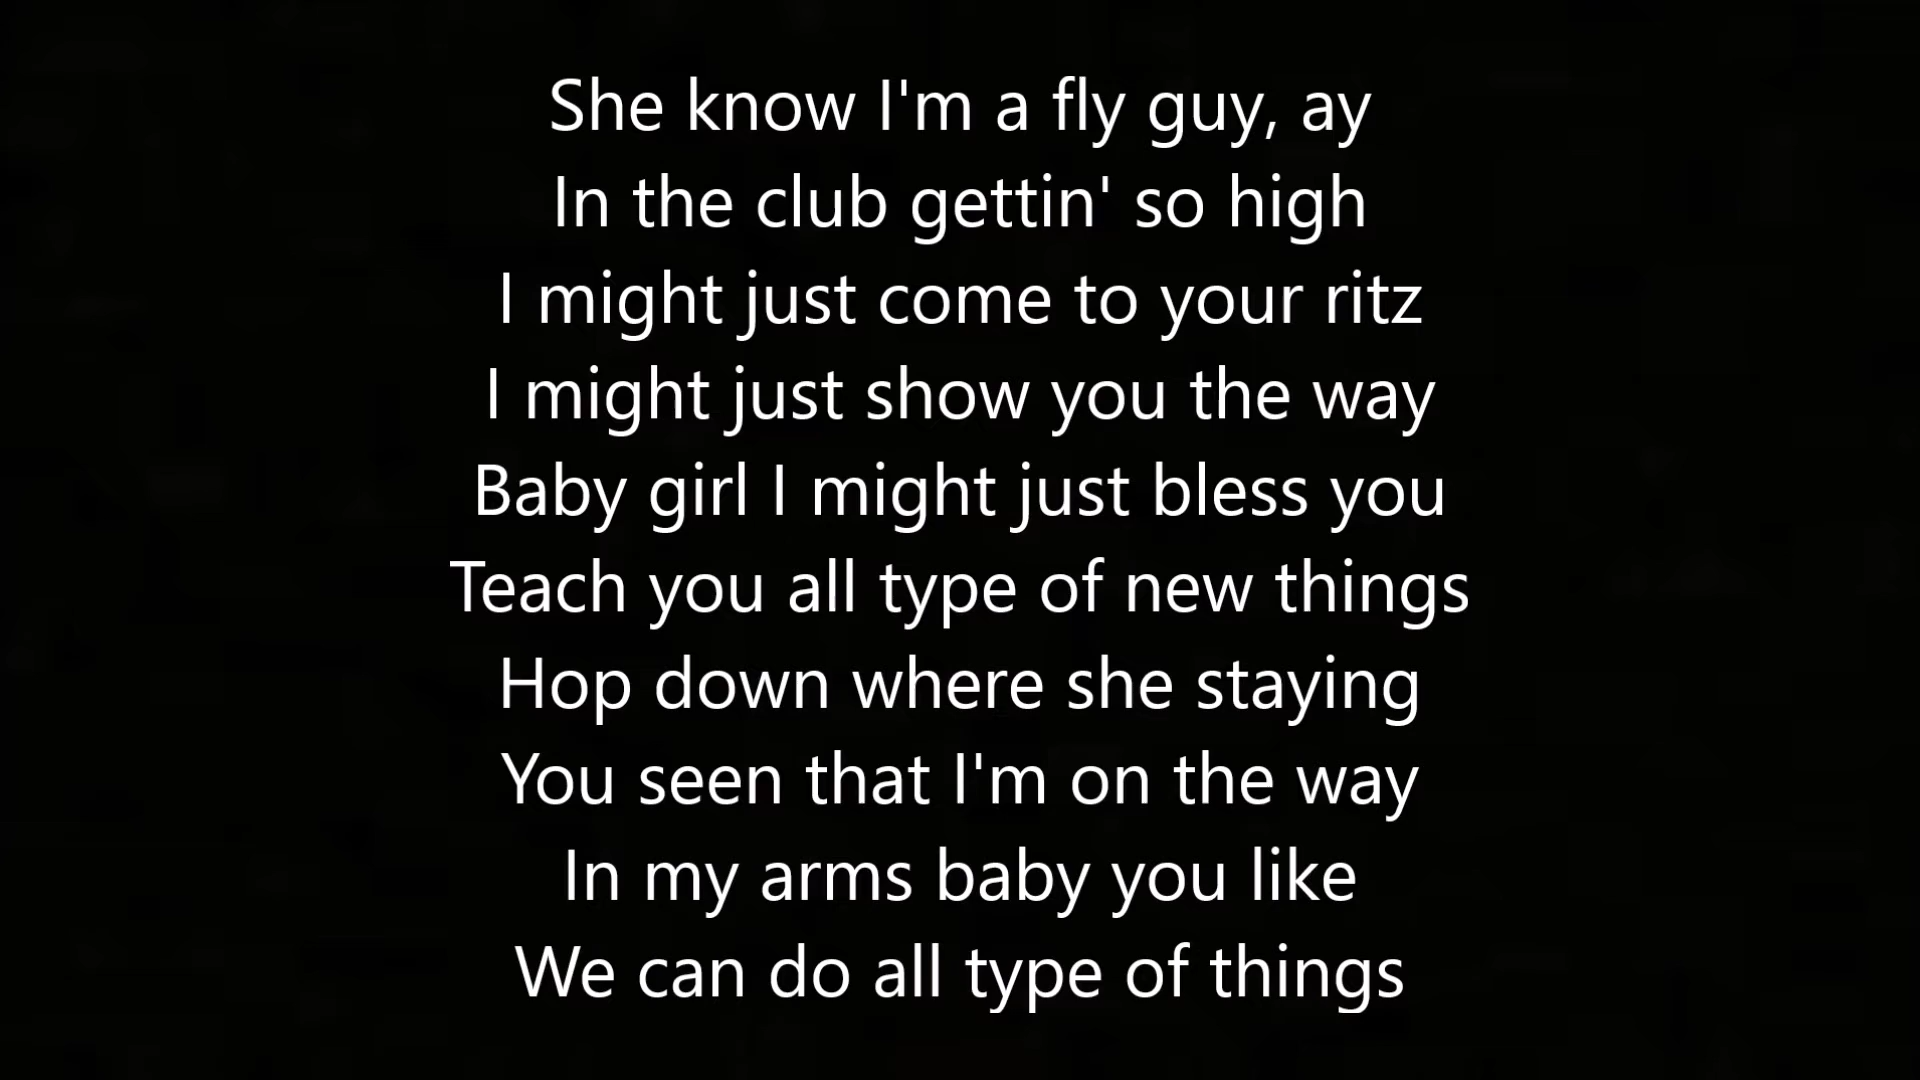 She know I'm a fly guy, ay
In the club gettin' so high
I might just come to your ritz
I might just show you the way
Baby girl I might just bless you
Teach you all type of new things
Hop down where she staying
You seen that I'm on the way
In my arms baby you like
We can do all type of things